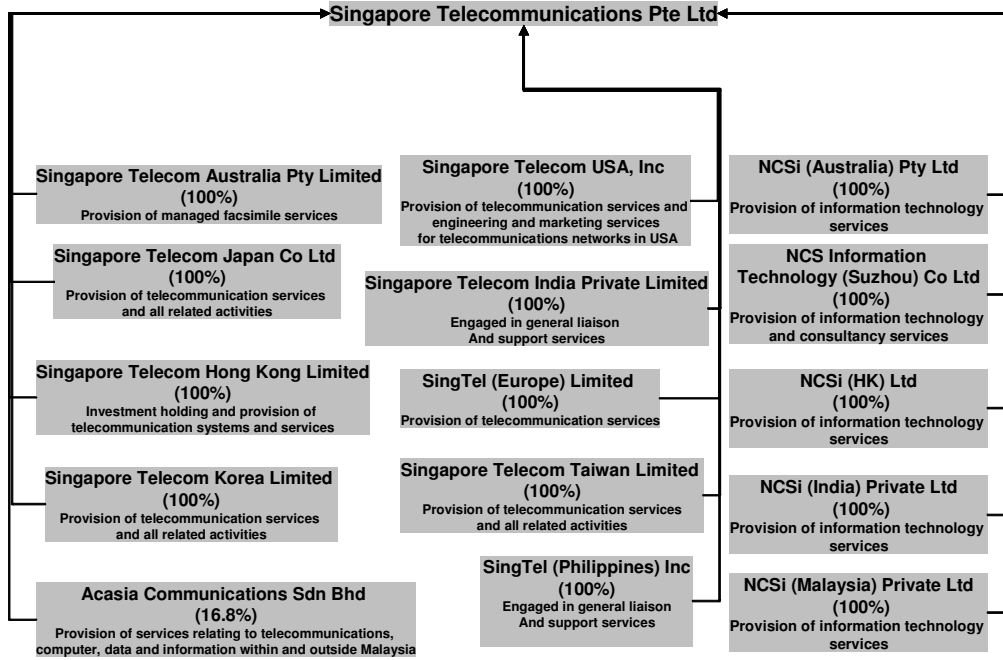 Singapore Telecommunications Pte Ltd
Singapore Telecom Australia Pty Limited
(100%)
Provision of managed facsimile services
Singapore Telecom Japan Co Ltd
(100%)
Provision of telecommunication services
and all related activities
Singapore Telecom Hong Kong Limited
(100%)
Investment holding and provision of
telecommunication systems and services
Singapore Telecom Korea Limited
(100%)
Provision of telecommunication services
and all related activities
Acasia Communications Sdn Bhd
(16.8%)
Provision of services relating to telecommunications,
computer, data and information within and outside Malaysia
Singapore Telecom USA, Inc
(100%)
Provision of telecommunication services and
engineering and marketing services
for telecommunications networks in USA
Singapore Telecom India Private Limited
(100%)
Engaged in general liaison
And support services
SingTel (Europe) Limited
(100%)
Provision of telecommunication services
Singapore Telecom Taiwan Limited
(100%)
Provision of telecommunication services
and all related activities
SingTel (Philippines) Inc
(100%)
Engaged in general liaison
And support services
NCSi (Australia) Pty Ltd
(100%)
Provision of information technology
services
NCS Information
Technology (Suzhou) Co Ltd
(100%)
Provision of information technology
and consultancy services
NCSi (HK) Ltd
(100%)
Provision of information technology
services
NCSi (India) Private Ltd
(100%)
Provision of information technology
services
NCSi (Malaysia) Private Ltd
(100%)
Provision of information technology
services